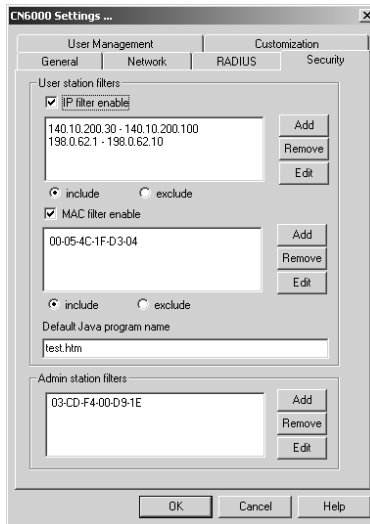 CN6000 Settings ...
User Management
Customization
General
Network
RADIUS
Security
User station filters
IP filter enable
140.10.200.30 - 140.10.200.100
198.0.62.1 - 198.0.62.10
Add
Remove
Edit
include
exclude
MAC filter enable
00-05-4C-1F-D3-04
Add
Remove
Edit
include
exclude
Default Java program name
test.htm
Admin station filters
03-CD-F4-00-D9-1E
Add
Remove
Edit
OK
Cancel
Help